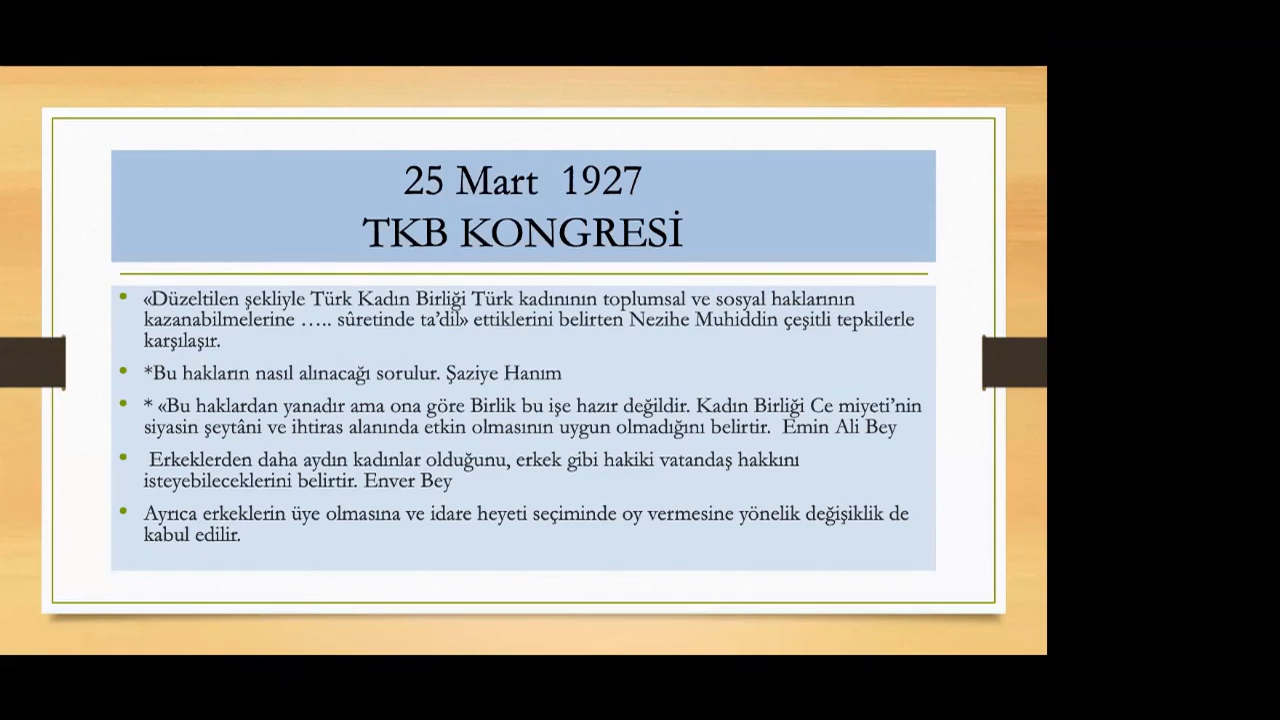 25 Mart 1927
TKB KONGRESİ
• «Düzeltilen şekliyle Türk Kadın Birliği Türk kadınının toplumsal ve sosyal haklarının
kazanabilmelerine ….. sûretinde ta’dil» ettiklerini belirten Nezihe Muhiddin çeşitli tepkilerle
karşılaşır.
• *Bu hakların nasıl alınacağı sorulur. Şaziye Hanım
• * «Bu haklardan yanadır ama ona göre Birlik bu işe hazır değildir. Kadın Birliği Ce miyeti’nin
siyasin şeytâni ve ihtiras alanında etkin olmasının uygun olmadığını belirtir. Emin Ali Bey
• Erkeklerden daha aydın kadınlar olduğunu, erkek gibi hakiki vatandaş hakkını
isteyebileceklerini belirtir. Enver Bey
• Ayrıca erkeklerin üye olmasına ve idare heyeti seçiminde oy vermesine yönelik değişiklik de
kabul edilir.